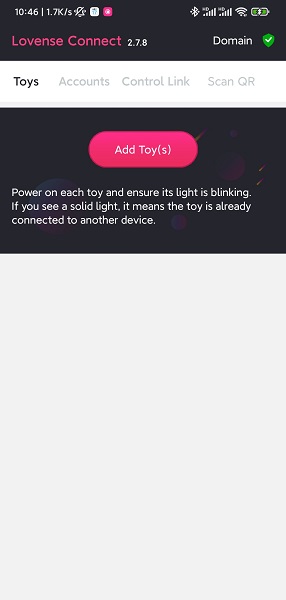 10:46 | 1.7K/s
Lovense Connect 2.7.8 Domain
Toys Accounts Control Link Scan QR
Add Toy(s)
Power on each toy and ensure its light is blinking.
If you see a solid light, it means the toy is already
connected to another device.